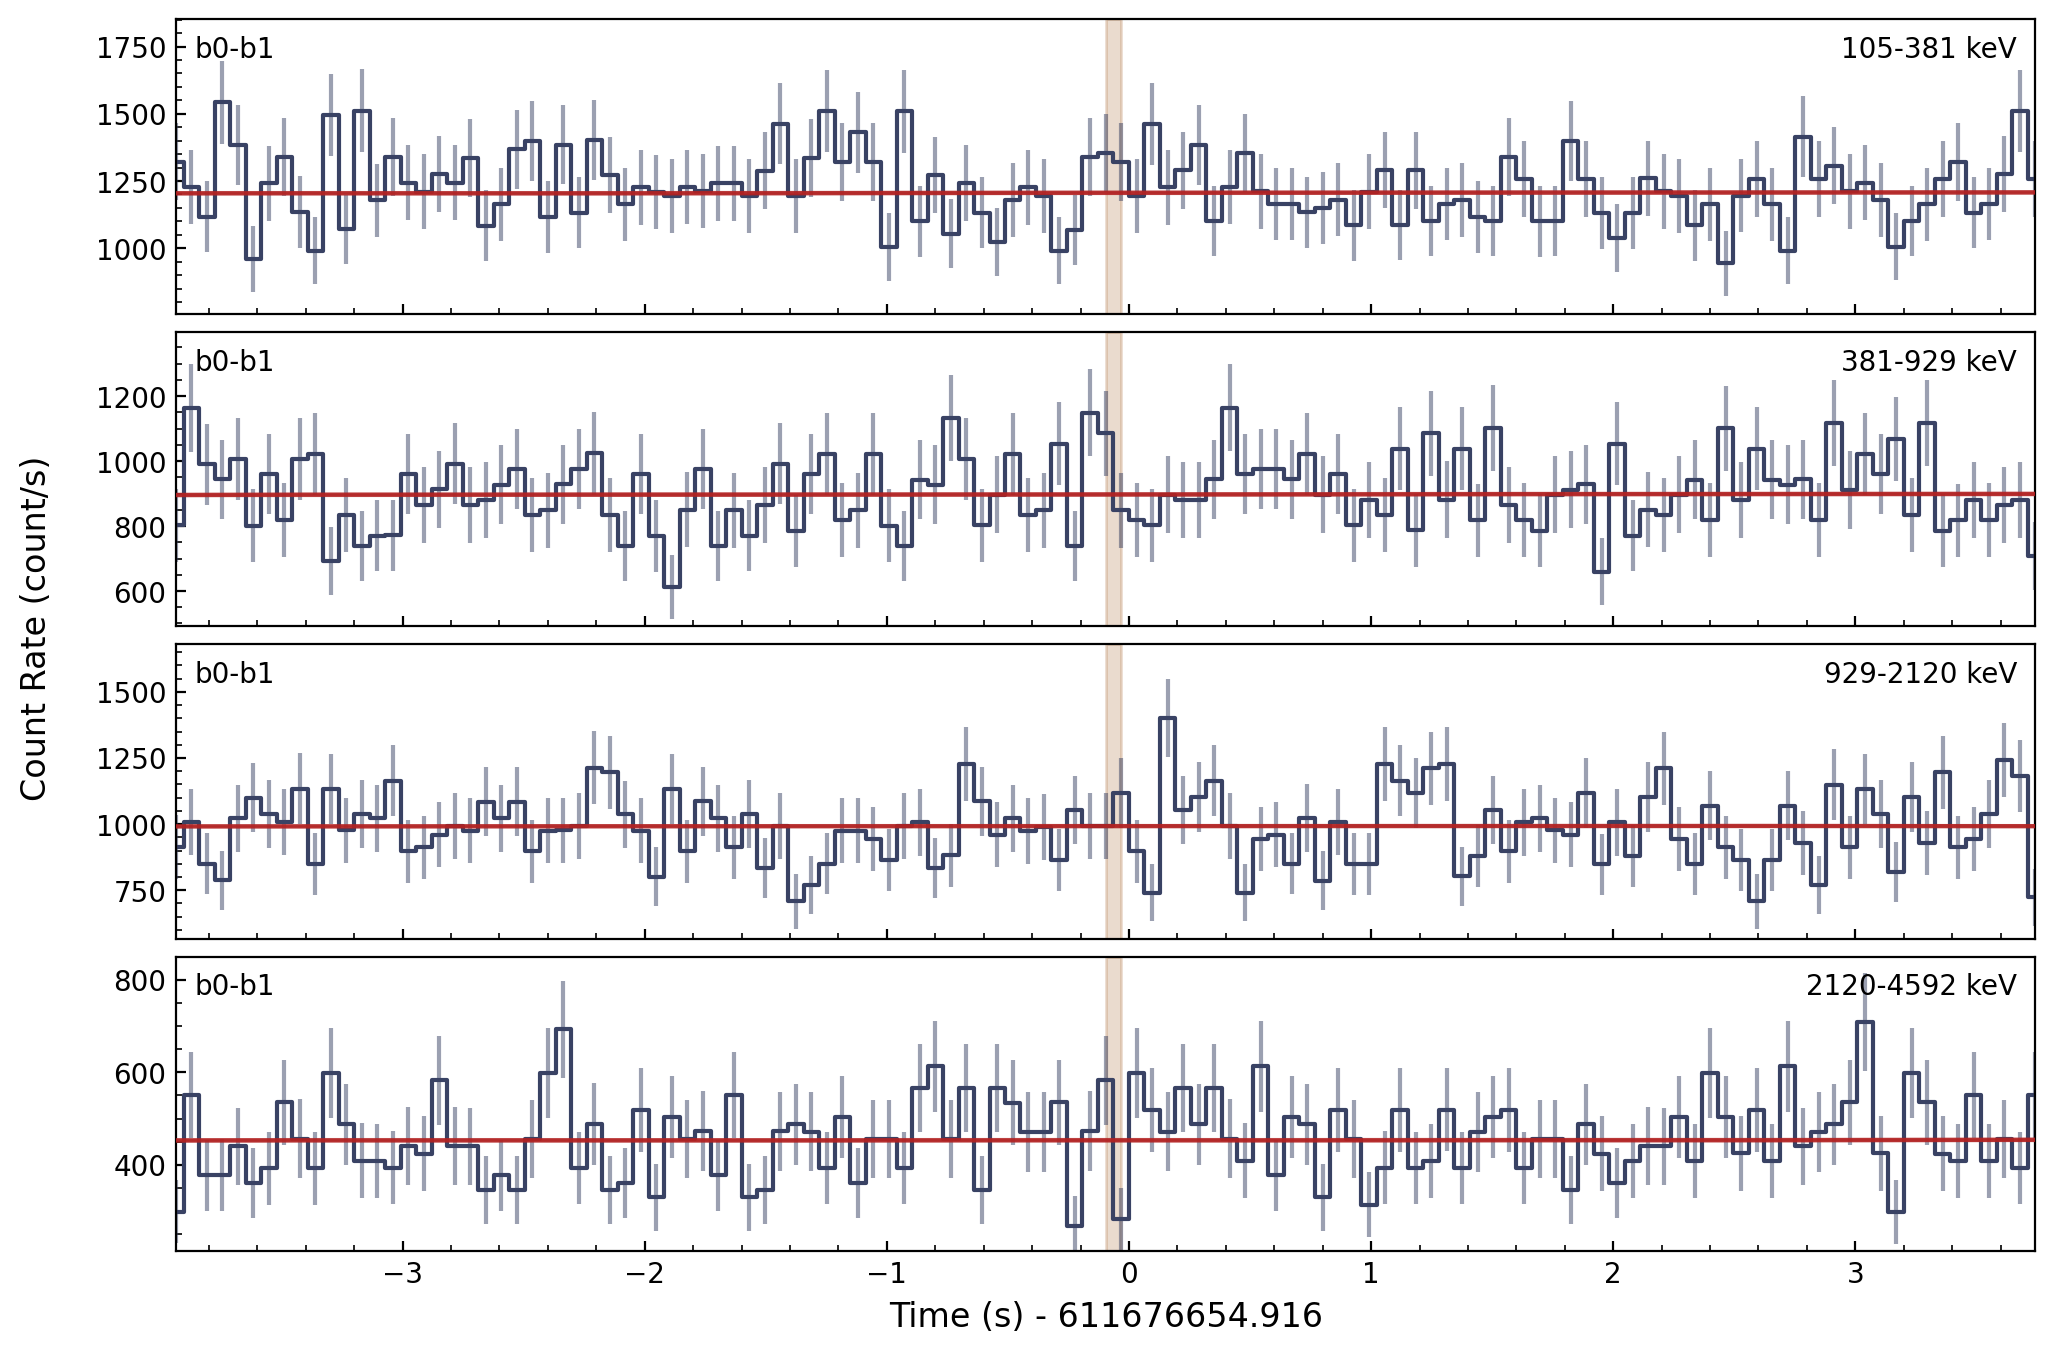 Count Rate (count/s)
b0-b1
105-381 keV
1750
1500
1250
1000
b0-b1
381-929 keV
1200
1000
800
600
b0-b1
929-2120 keV
1500
1250
1000
750
b0-b1
2120-4592 keV
800
600
400
−3 −2 −1 0 1 2 3
Time (s) - 611676654.916